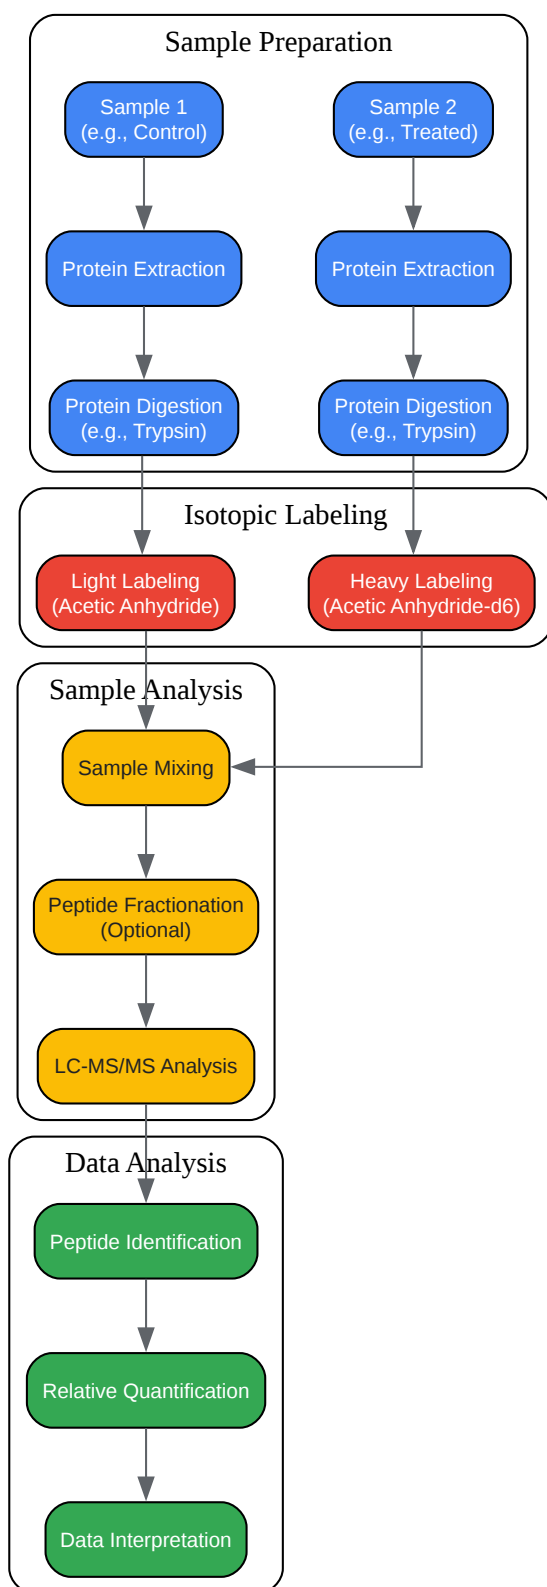 Sample Preparation
Sample 1
(e.g., Control)
Sample 2
(e.g., Treated)
Protein Extraction
Protein Extraction
Protein Digestion
(e.g., Trypsin)
Protein Digestion
(e.g., Trypsin)
Isotopic Labeling
Light Labeling
(Acetic Anhydride)
Heavy Labeling
(Acetic Anhydride-d6)
Sample Analysis
Sample Mixing
Peptide Fractionation
(Optional)
LC-MS/MS Analysis
Data Analysis
Peptide Identification
Relative Quantification
Data Interpretation